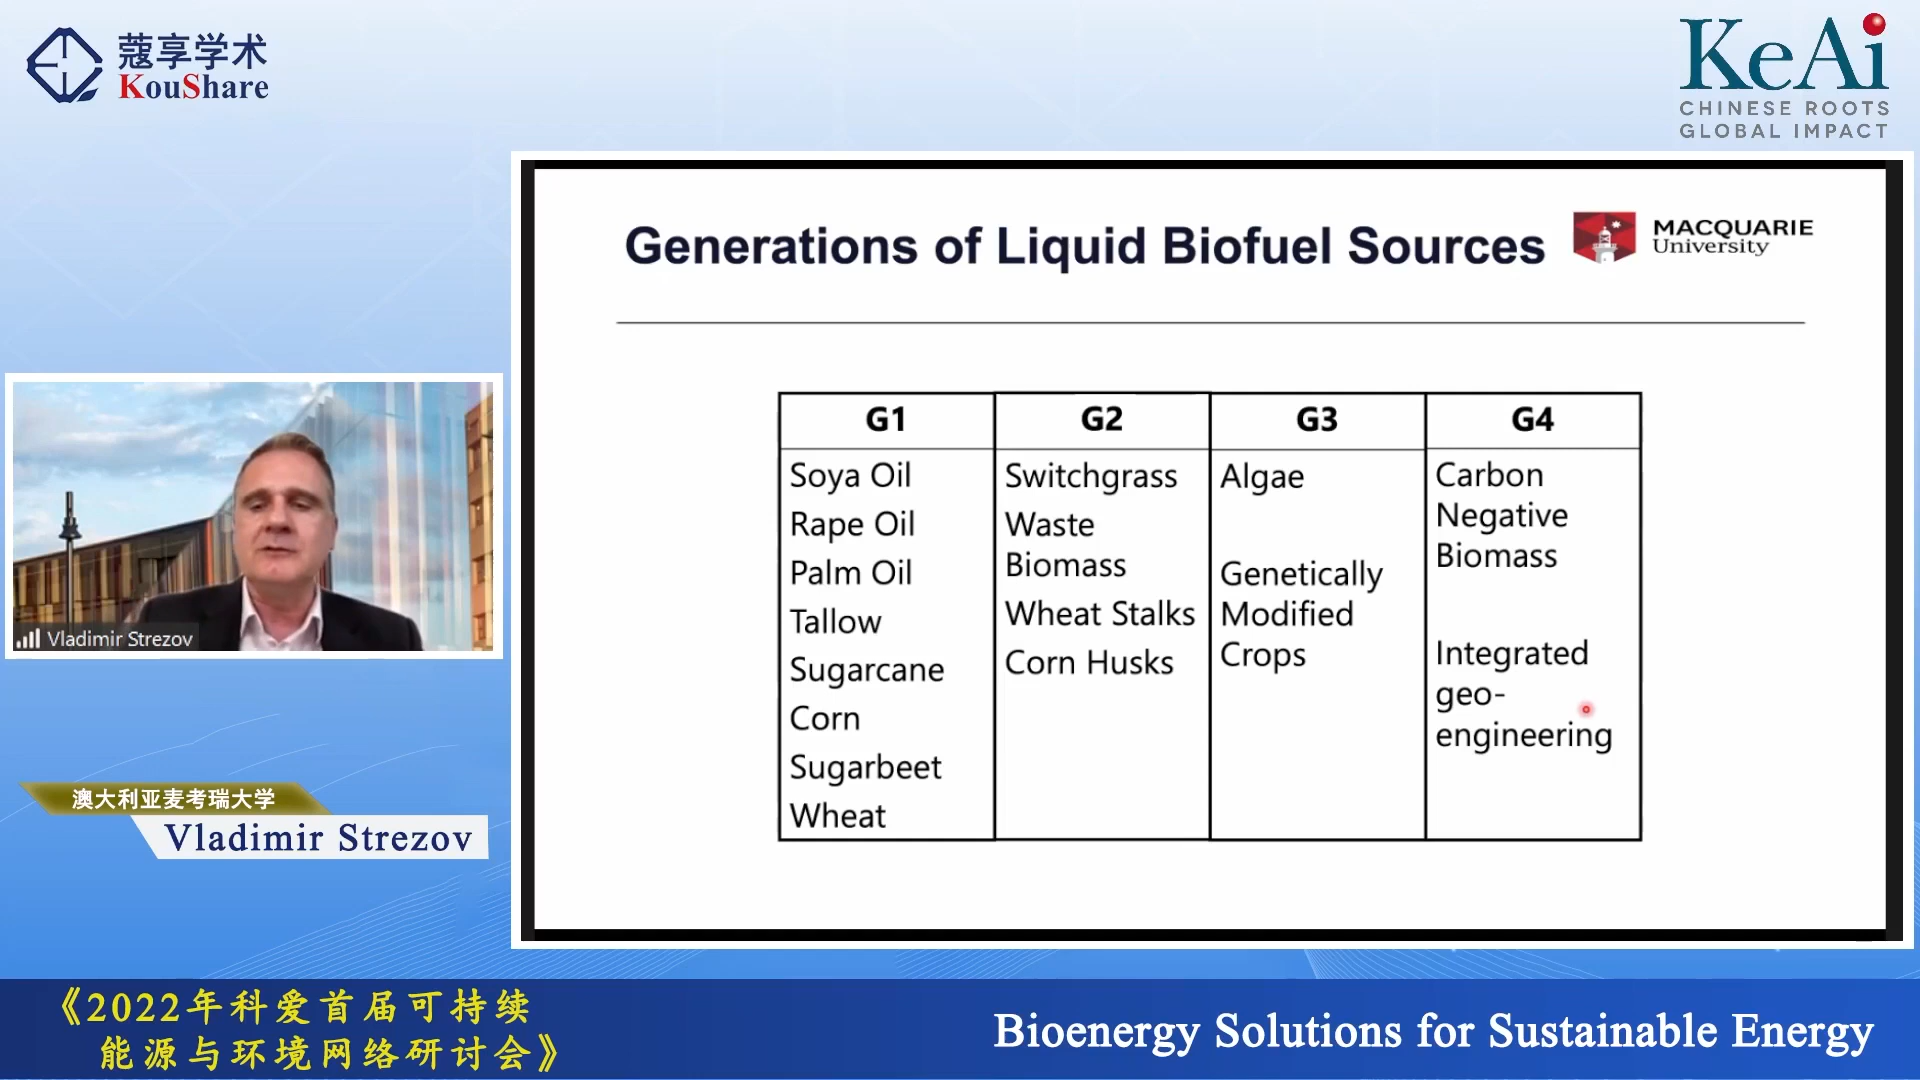 蔻享学术
KouShare
KeAi
CHINESE ROOTS
GLOBAL IMPACT
Generations of Liquid Biofuel Sources
MACQUARIE
University
G1
G2
G3
G4
Soya Oil
Rape Oil
Palm Oil
Tallow
Sugarcane
Corn
Sugarbeet
Wheat
Switchgrass
Waste
Biomass
Wheat Stalks
Corn Husks
Algae
Genetically
Modified
Crops
Carbon
Negative
Biomass
Integrated
geo-
engineering
Vladimir Strezov
澳大利亚麦考瑞大学
Vladimir Strezov
《2022年科爱首届可持续
能源与环境网络研讨会》
Bioenergy Solutions for Sustainable Energy